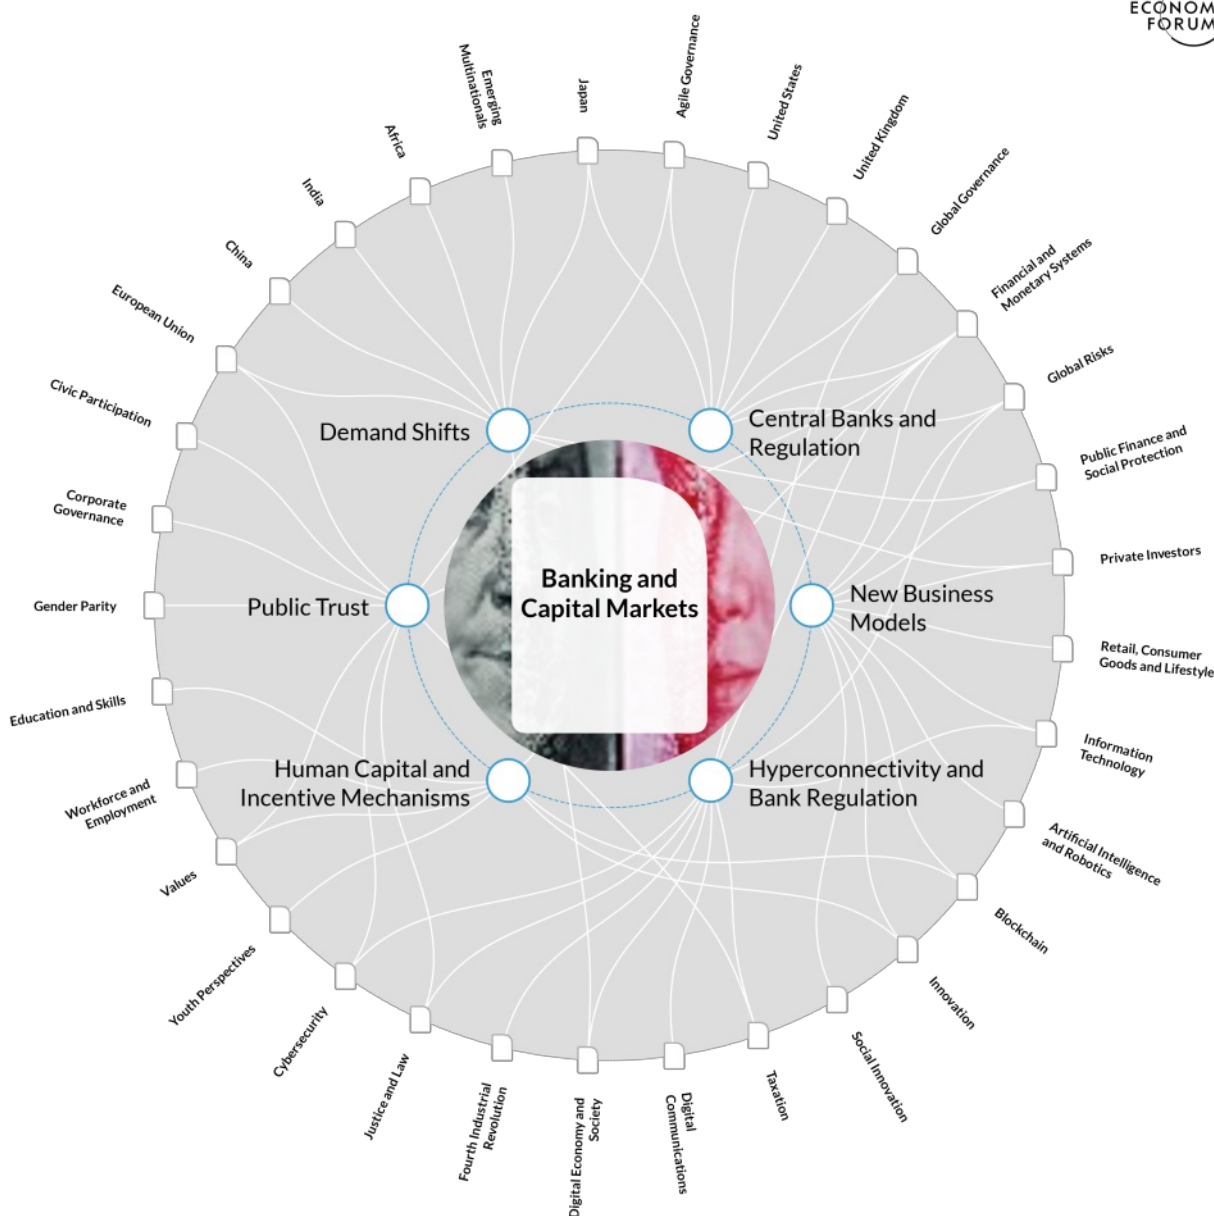 ECONOM
FORUM
Emerging
Multinationals
Japan
Agile Governance
United States
United Kingdom
Global Governance
Financial and
Monetary Systems
Global Risks
Public Finance and
Social Protection
Private Investors
Retail, Consumer
Goods and Lifestyle
Information
Technology
Artificial Intelligence
and Robotics
Blockchain
Innovation
Social Innovation
Taxation
Digital
Communications
Digital Economy and
Society
Fourth Industrial
Revolution
Justice and Law
Cybersecurity
Youth Perspectives
Values
Workforce and
Employment
Education and Skills
Gender Parity
Corporate
Governance
Civic Participation
European Union
China
India
Africa
Demand Shifts
Central Banks and
Regulation
Public Trust
Banking and
Capital Markets
New Business
Models
Human Capital and
Incentive Mechanisms
Hyperconnectivity and
Bank Regulation